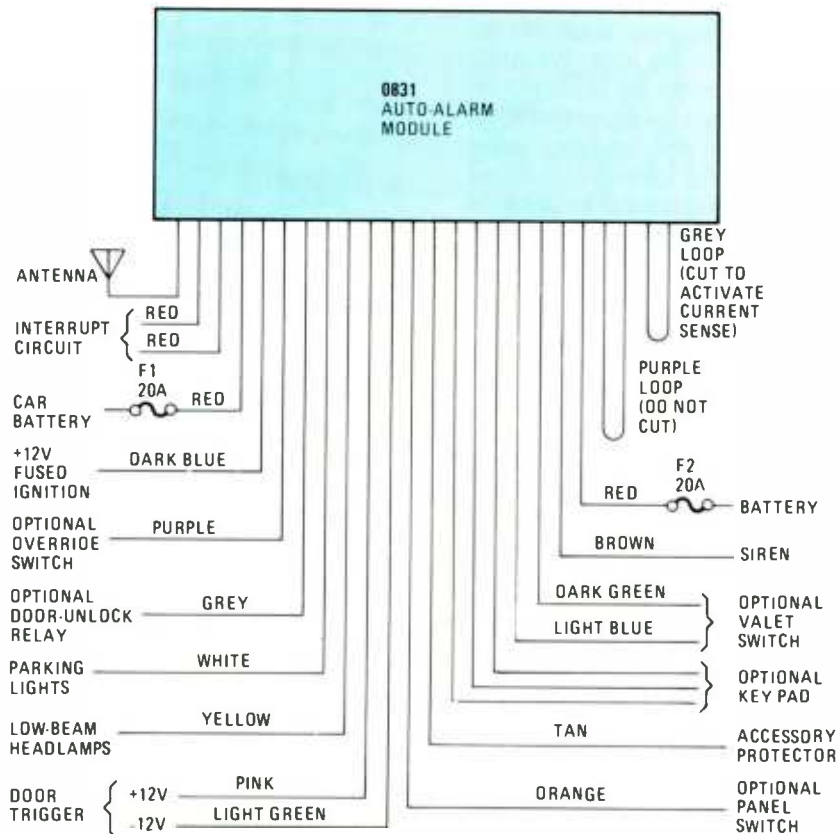 0831
AUTO-ALARM
MODULE
ANTENNA
INTERRUPT
CIRCUIT
RED
RED
F1
20A
CAR
BATTERY
RED
+12V
FUSED
IGNITION
DARK BLUE
OPTIONAL
OVERRIDE
SWITCH
PURPLE
OPTIONAL
DOOR-UNLOCK
RELAY
GREY
PARKING
LIGHTS
WHITE
LOW-BEAM
HEADLAMPS
YELLOW
DOOR
TRIGGER
+12V
PINK
-12V
LIGHT GREEN
GREY
LOOP
(CUT TO
ACTIVATE
CURRENT
SENSE)
PURPLE
LOOP
(DO NOT
CUT)
F2
20A
RED
BATTERY
BROWN
SIREN
DARK GREEN
LIGHT BLUE
OPTIONAL
VALET
SWITCH
OPTIONAL
KEY PAD
TAN
ACCESSORY
PROTECTOR
ORANGE
OPTIONAL
PANEL
SWITCH